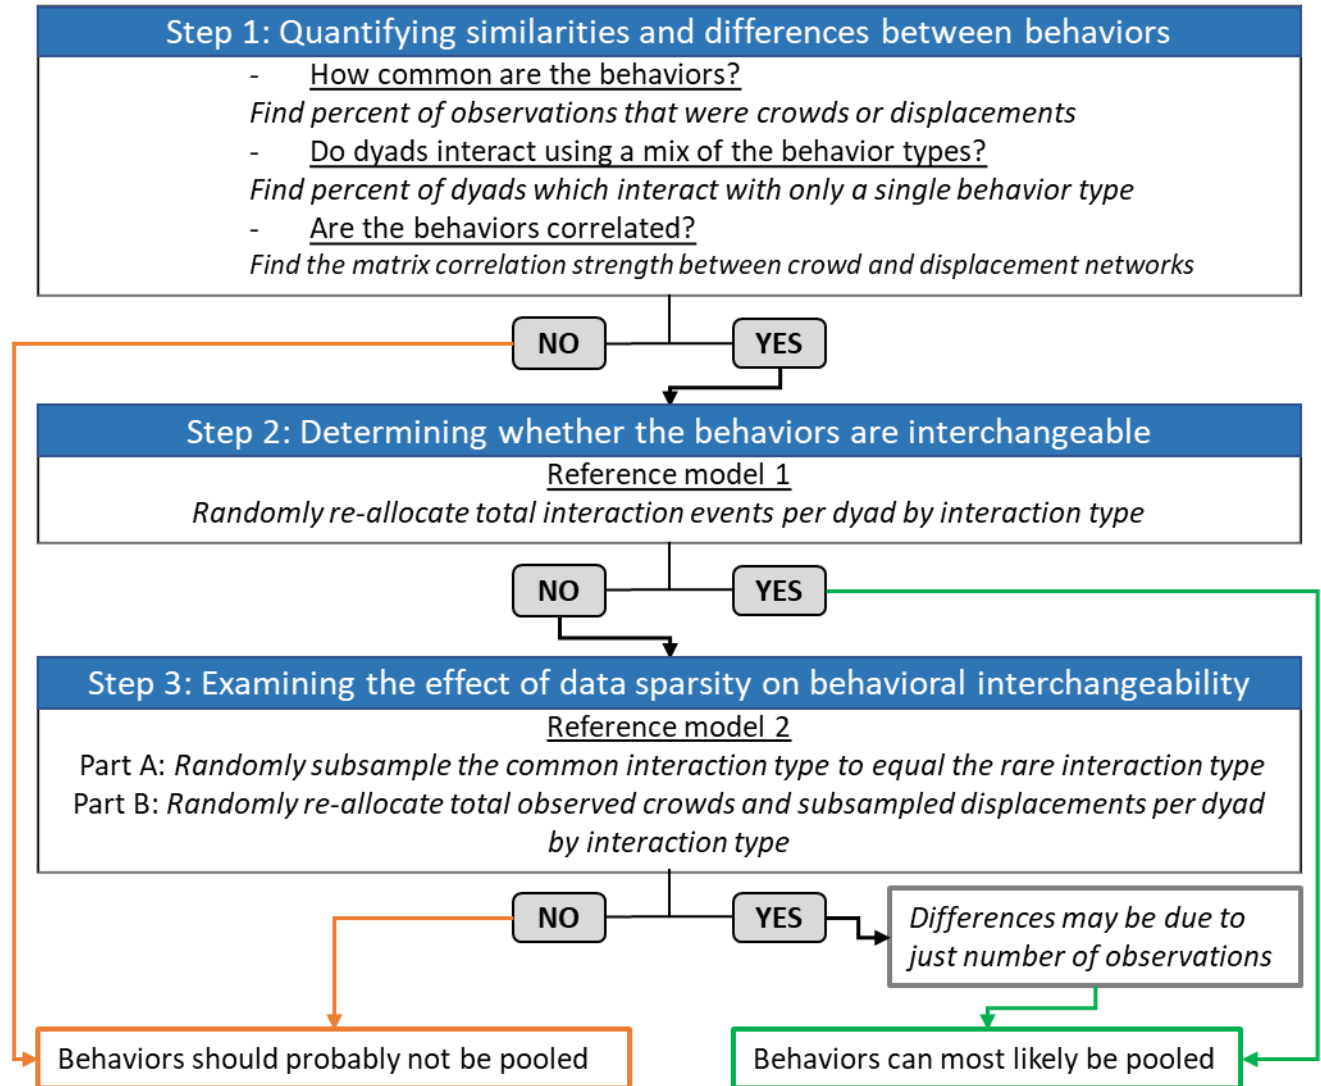 Step 1: Quantifying similarities and differences between behaviors
- How common are the behaviors?
Find percent of observations that were crowds or displacements
- Do dyads interact using a mix of the behavior types?
Find percent of dyads which interact with only a single behavior type
- Are the behaviors correlated?
Find the matrix correlation strength between crowd and displacement networks
NO
YES
Step 2: Determining whether the behaviors are interchangeable
Reference model 1
Randomly re-allocate total interaction events per dyad by interaction type
NO
YES
Step 3: Examining the effect of data sparsity on behavioral interchangeability
Reference model 2
Part A: Randomly subsample the common interaction type to equal the rare interaction type
Part B: Randomly re-allocate total observed crowds and subsampled displacements per dyad
by interaction type
NO
YES
Differences may be due to
just number of observations
Behaviors should probably not be pooled
Behaviors can most likely be pooled